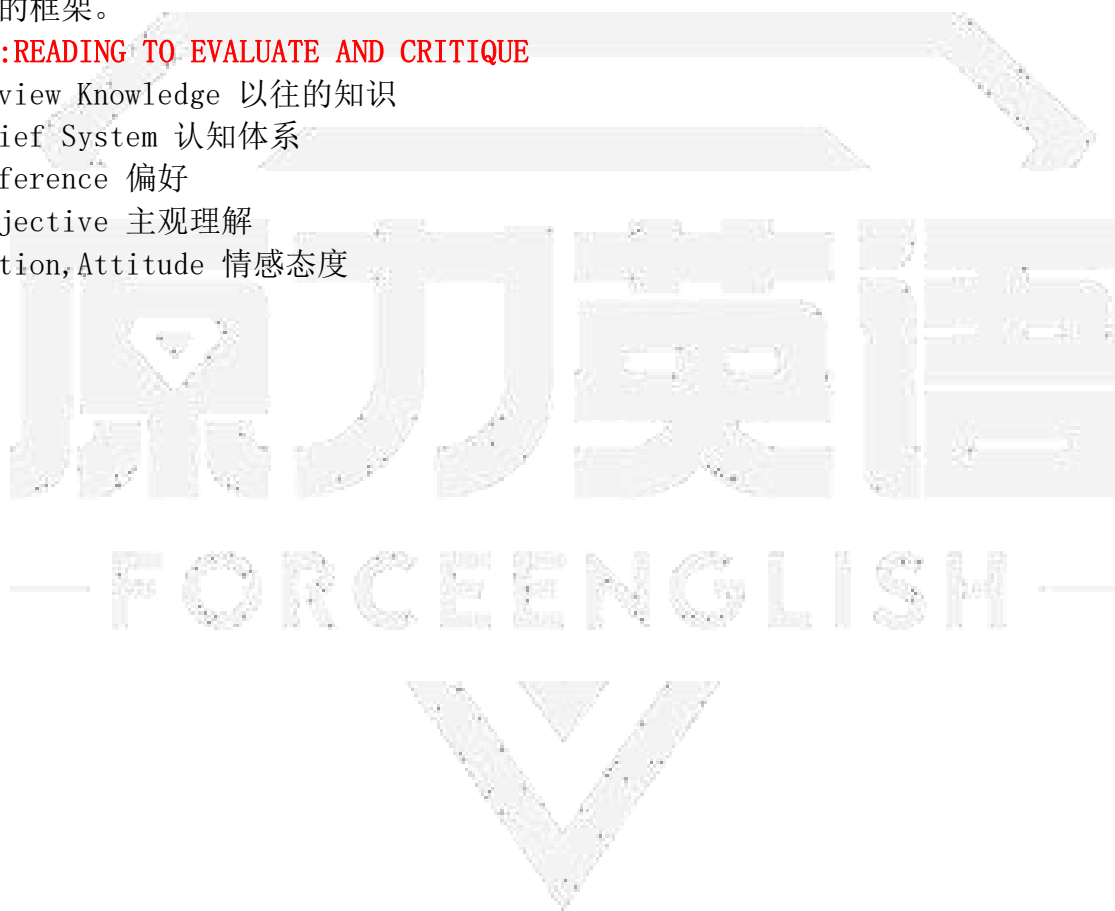 的框架。
:READING TO EVALUATE AND CRITIQUE
view Knowledge 以往的知识
ief System 认知体系
ference 偏好
jective 主观理解
tion,Attitude 情感态度
原力英语
FORCEENGLISH